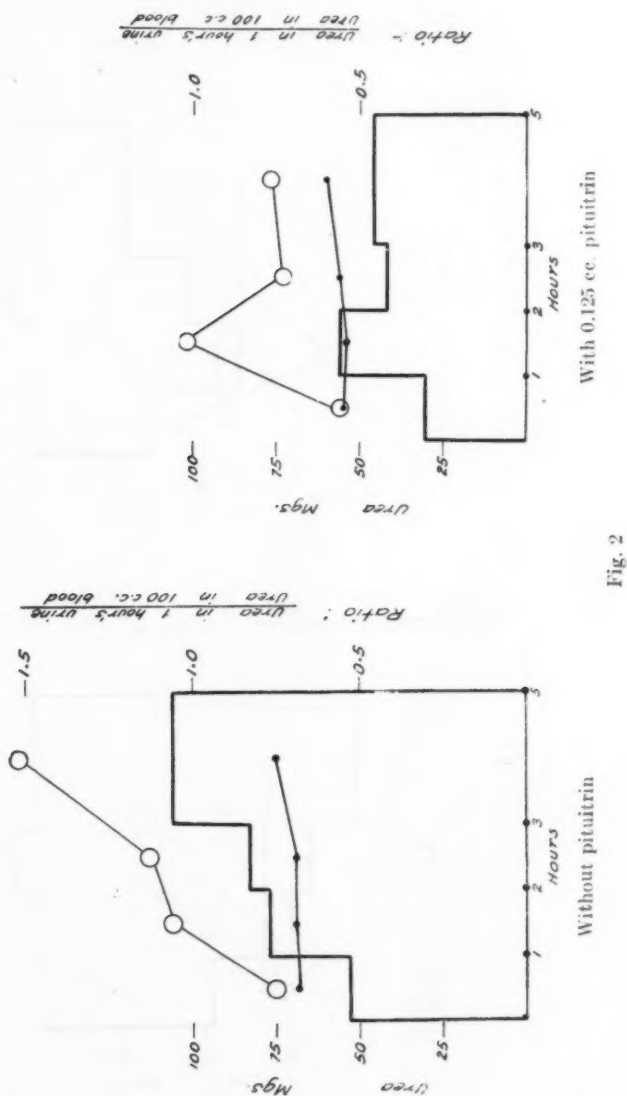 Ratio :-
Urea in 1 hour's urine
Urea in 100 c.c blood
-1.0
-0.5
100
75
50
25
Urea
Mgs.
1
2
3
5
HOURS
With 0.125 cc. pituitrin
Ratio :
Urea in 1 hour's urine
Urea in 100 c.c. blood
-1.5
-1.0
-0.5
100
75
50
25
Urea
Mgs.
1
2
3
5
HOURS
Without pituitrin
Fig. 2